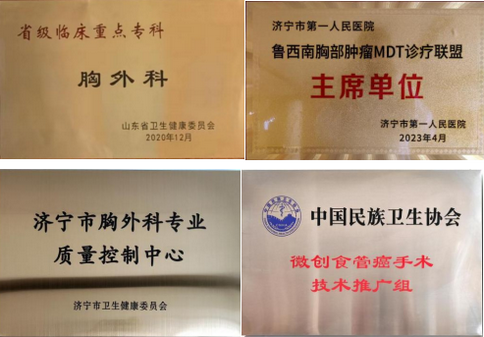 省级临床重点专科
胸外科
山东省卫生健康委员会
2020年12月
济宁市第一人民医院
鲁西南胸部肿瘤MDT诊疗联盟
主席单位
济宁市第一人民医院
2023年4月
济宁市胸外科专业
质量控制中心
济宁市卫生健康委员会
中国民族卫生协会
微创食管癌手术
技术推广组